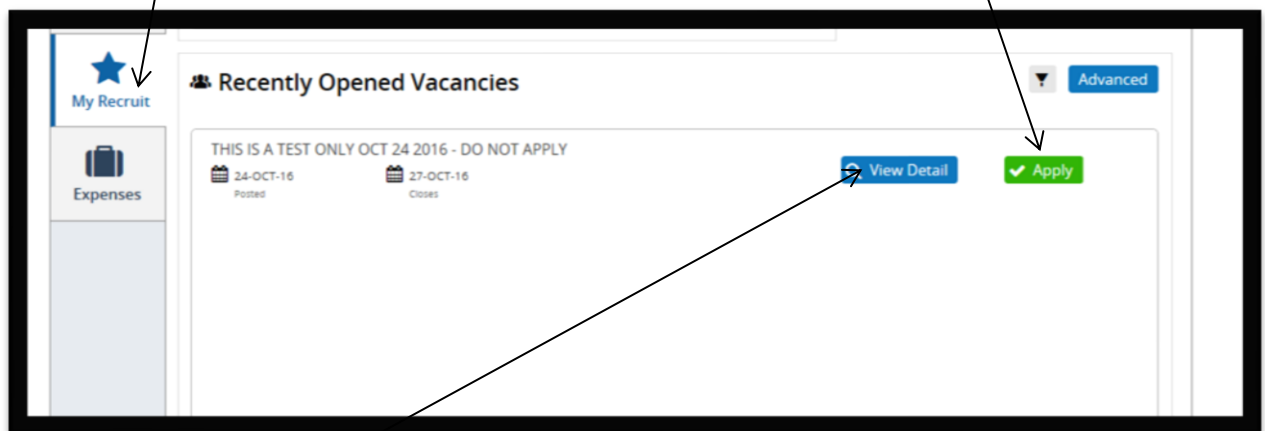 My Recruit
Expenses
Recently Opened Vacancies
Advanced
THIS IS A TEST ONLY OCT 24 2016 - DO NOT APPLY
24-OCT-16
Posted
27-OCT-16
Closes
View Detail
Apply